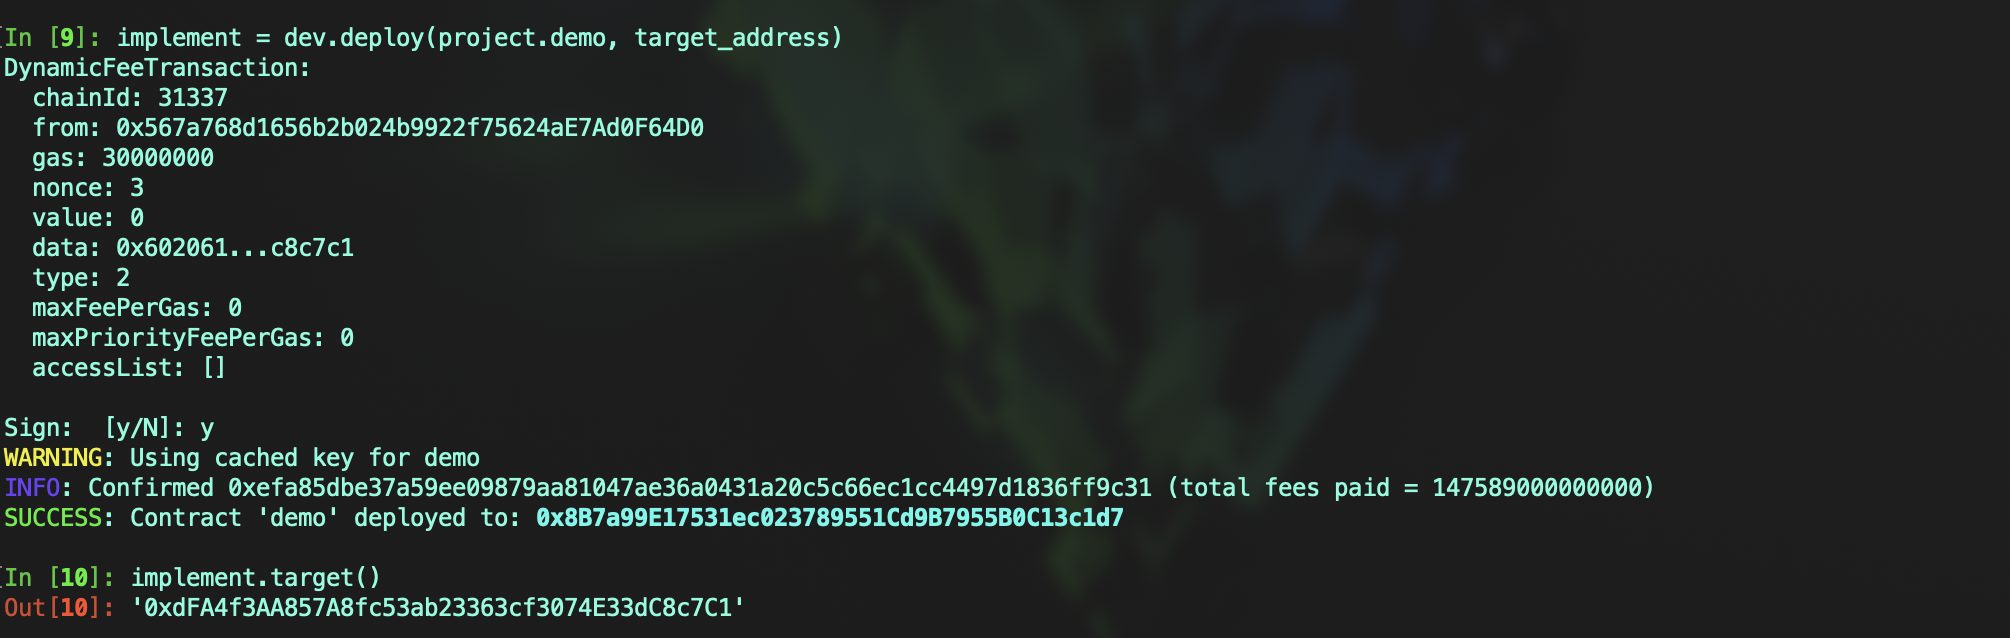 In [9]: implement = dev.deploy(project.demo, target_address)
DynamicFeeTransaction:
  chainId: 31337
  from: 0x567a768d1656b2b024b9922f75624aE7Ad0F64D0
  gas: 30000000
  nonce: 3
  value: 0
  data: 0x602061...c8c7c1
  type: 2
  maxFeePerGas: 0
  maxPriorityFeePerGas: 0
  accessList: []
Sign:  [y/N]: y
WARNING: Using cached key for demo
INFO: Confirmed 0xefa85dbe37a59ee09879aa81047ae36a0431a20c5c66ec1cc4497d1836ff9c31 (total fees paid = 147589000000000)
SUCCESS: Contract 'demo' deployed to: 0x8B7a99E17531ec023789551Cd9B7955B0C13c1d7
In [10]: implement.target()
Out[10]: '0xdFA4f3AA857A8fc53ab23363cf3074E33dC8c7C1'